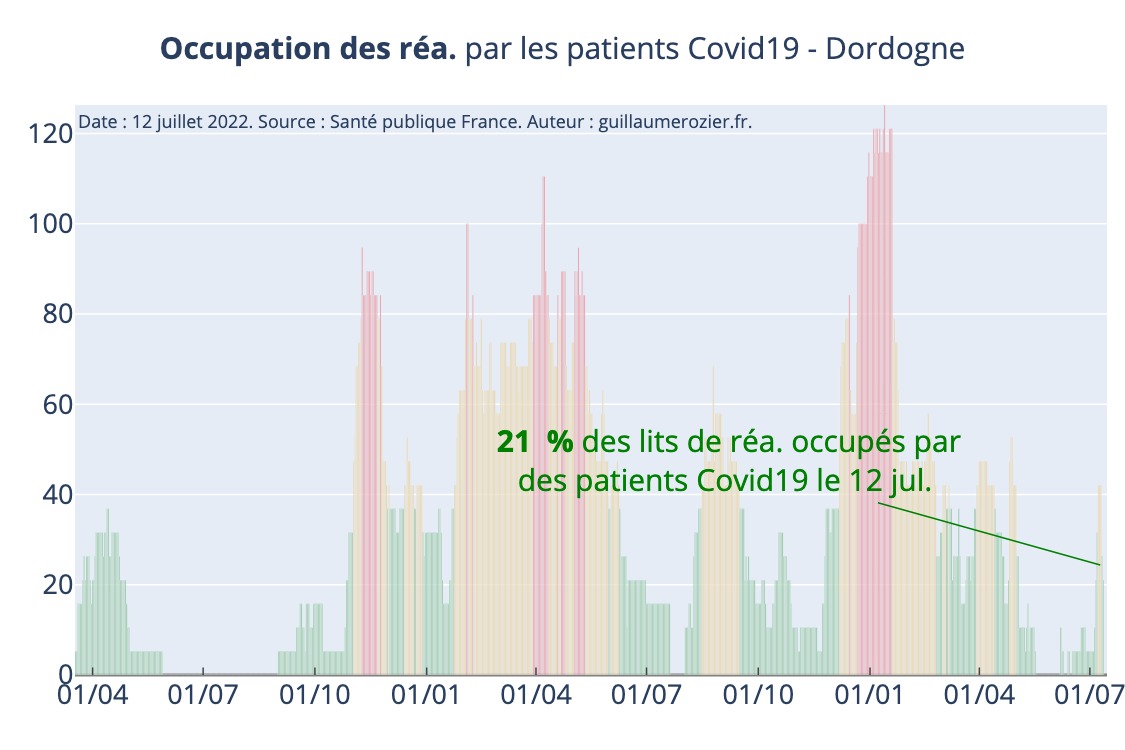 Occupation des réa. par les patients Covid19 - Dordogne
Date : 12 juillet 2022. Source : Santé publique France. Auteur : guillaumerozier.fr.
120
100
80
60
40
20
0
21 % des lits de réa. occupés par
des patients Covid19 le 12 jul.
01/04 01/07 01/10 01/01 01/04 01/07 01/10 01/01 01/04 01/07